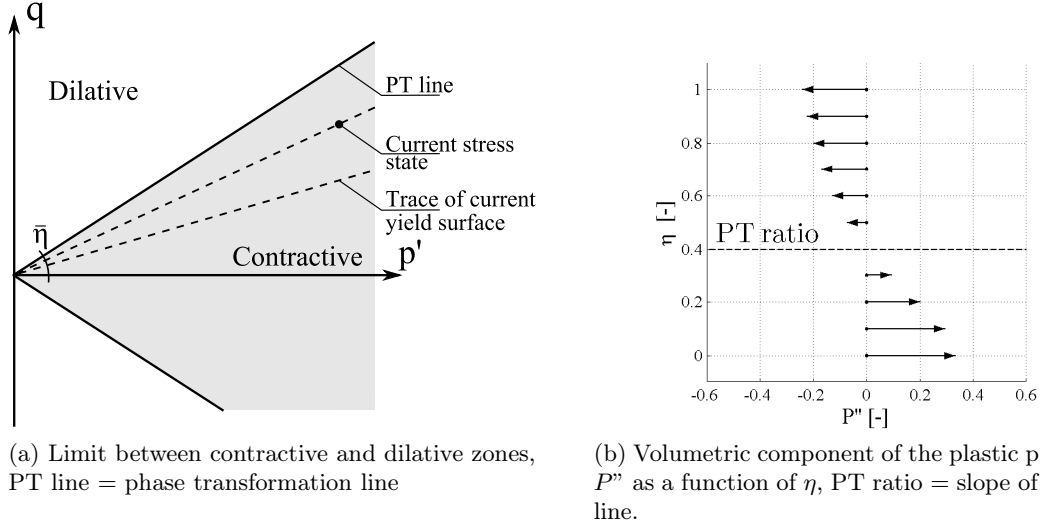 q
Dilative
PT line
Current stress
state
Trace of current
yield surface
η̄
Contractive
p'
(a) Limit between contractive and dilative zones,
PT line = phase transformation line
1
0.8
0.6
0.4
0.2
0
η [-]
PT ratio
-0.6
-0.4
-0.2
0
0.2
0.4
0.6
P'' [-]
(b) Volumetric component of the plastic p
P” as a function of η, PT ratio = slope of
line.